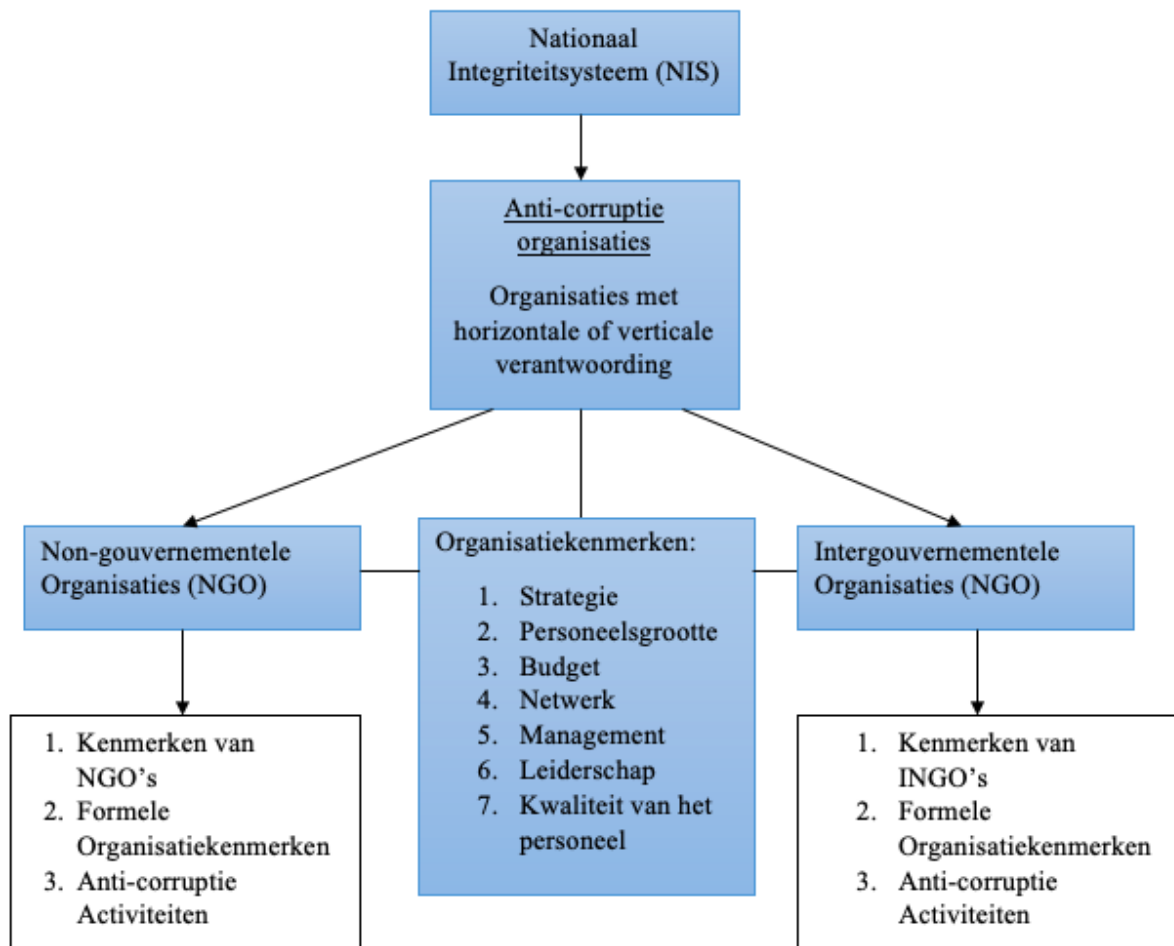 Nationaal
Integriteitsysteem (NIS)
Anti-corruptie
organisaties
Organisaties met
horizontale of verticale
verantwoording
Non-gouvernementele
Organisaties (NGO)
Organisatiekenmerken:
1. Strategie
2. Personeelsgrootte
3. Budget
4. Netwerk
5. Management
6. Leiderschap
7. Kwaliteit van het
personeel
Intergouvernementele
Organisaties (NGO)
1. Kenmerken van
NGO’s
2. Formele
Organisatiekenmerken
3. Anti-corruptie
Activiteiten
1. Kenmerken van
INGO’s
2. Formele
Organisatiekenmerken
3. Anti-corruptie
Activiteiten